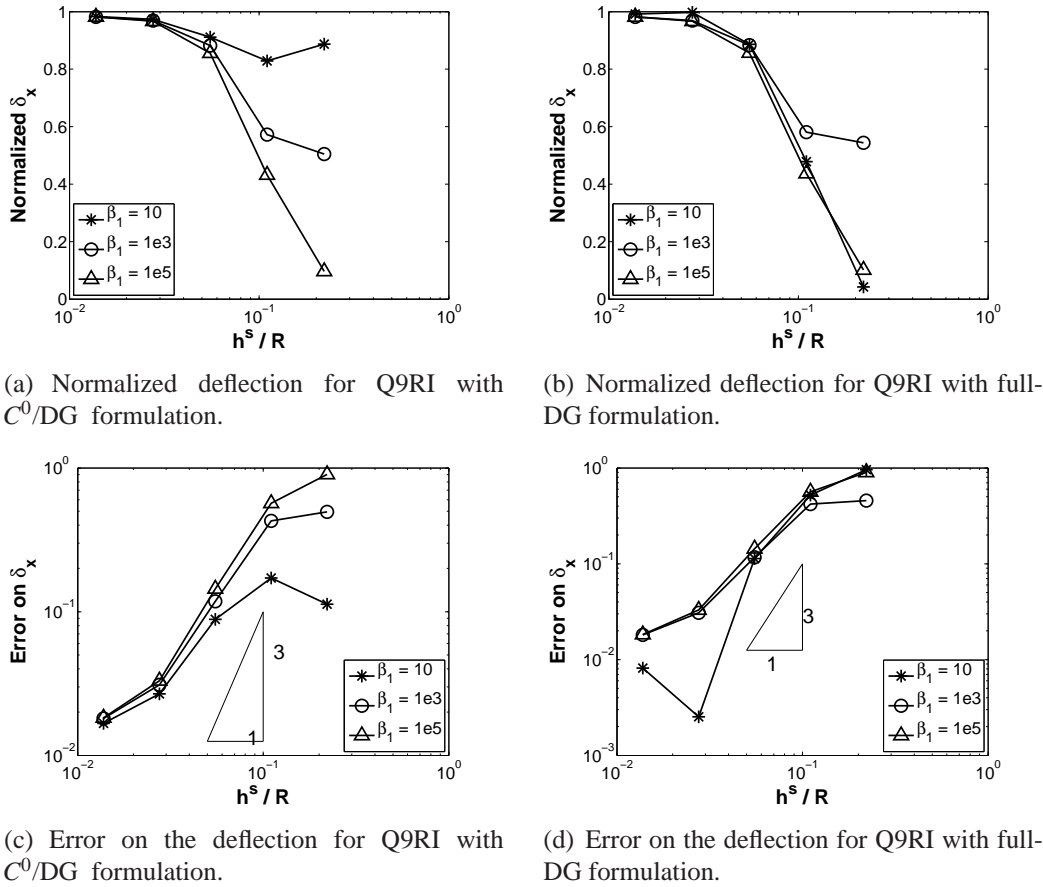 1
0.8
0.6
0.4
0.2
0
Normalized δx
β1 = 10
β1 = 1e3
β1 = 1e5
10−2
10−1
100
hs / R
1
0.8
0.6
0.4
0.2
0
Normalized δx
β1 = 10
β1 = 1e3
β1 = 1e5
10−2
10−1
100
hs / R
(a) Normalized deflection for Q9RI with
C0/DG formulation.
(b) Normalized deflection for Q9RI with full-
DG formulation.
100
10−1
10−2
Error on δx
3
1
β1 = 10
β1 = 1e3
β1 = 1e5
10−2
10−1
100
hs / R
100
10−1
10−2
10−3
Error on δx
3
1
β1 = 10
β1 = 1e3
β1 = 1e5
10−2
10−1
100
hs / R
(c) Error on the deflection for Q9RI with
C0/DG formulation.
(d) Error on the deflection for Q9RI with full-
DG formulation.